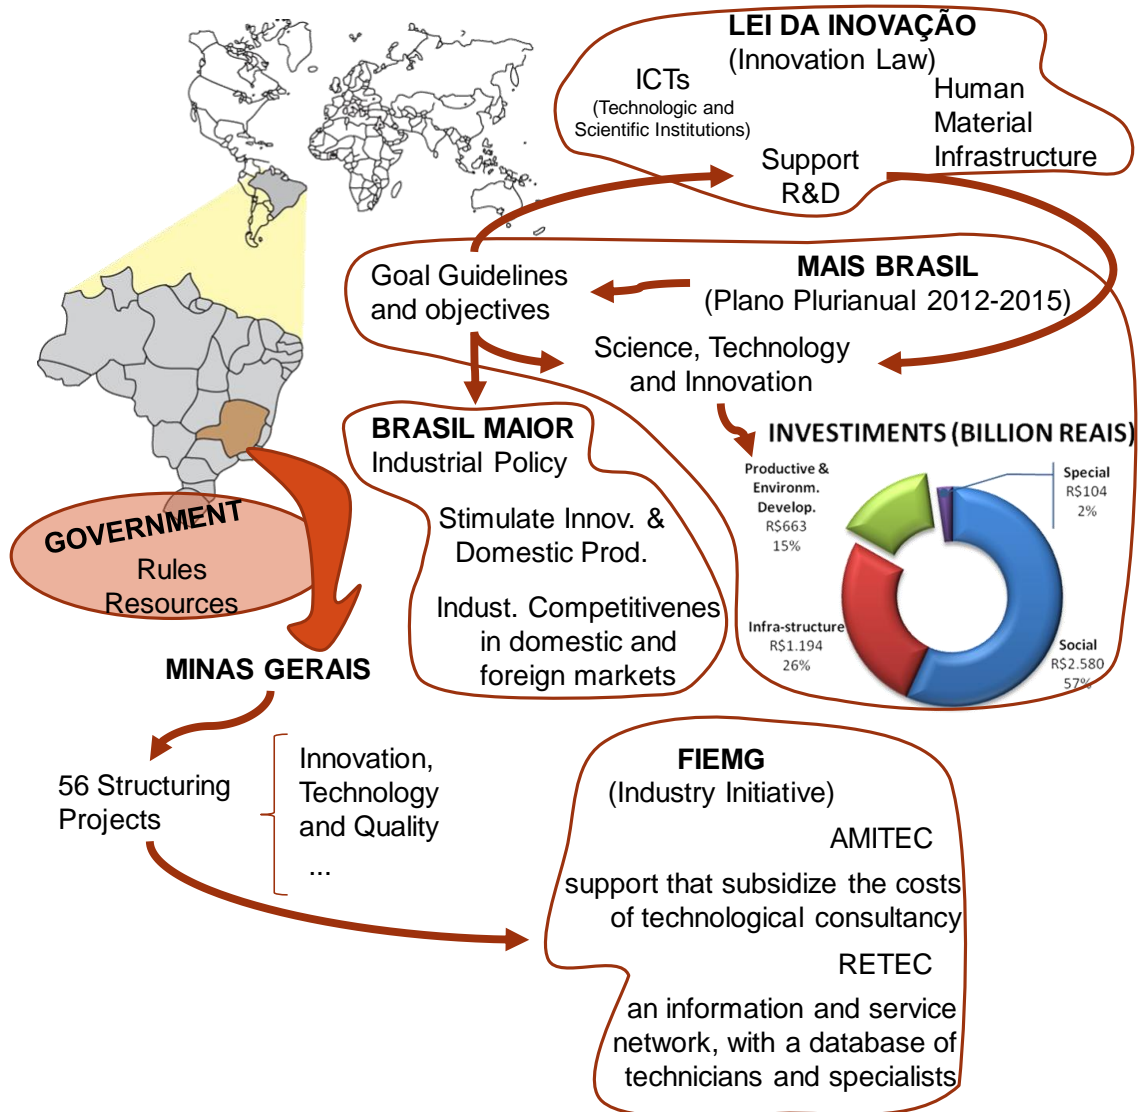 LEI DA INOVAÇÃO
(Innovation Law)
ICTs
(Technologic and
Scientific Institutions)
Human
Material
Infrastructure
Support
R&D
Goal Guidelines
and objectives
MAIS BRASIL
(Plano Plurianual 2012-2015)
Science, Technology
and Innovation
BRASIL MAIOR
Industrial Policy
Stimulate Innov. &
Domestic Prod.
Indust. Competitivenes
in domestic and
foreign markets
INVESTIMENTS (BILLION REAIS)
Productive &
Environm.
Develop.
R$663
15%
Special
R$104
2%
Infra-structure
R$1.194
26%
Social
R$2.580
57%
GOVERNMENT
Rules
Resources
MINAS GERAIS
56 Structuring
Projects
Innovation,
Technology
and Quality
...
FIEMG
(Industry Initiative)
AMITEC
support that subsidize the costs
of technological consultancy
RETEC
an information and service
network, with a database of
technicians and specialists